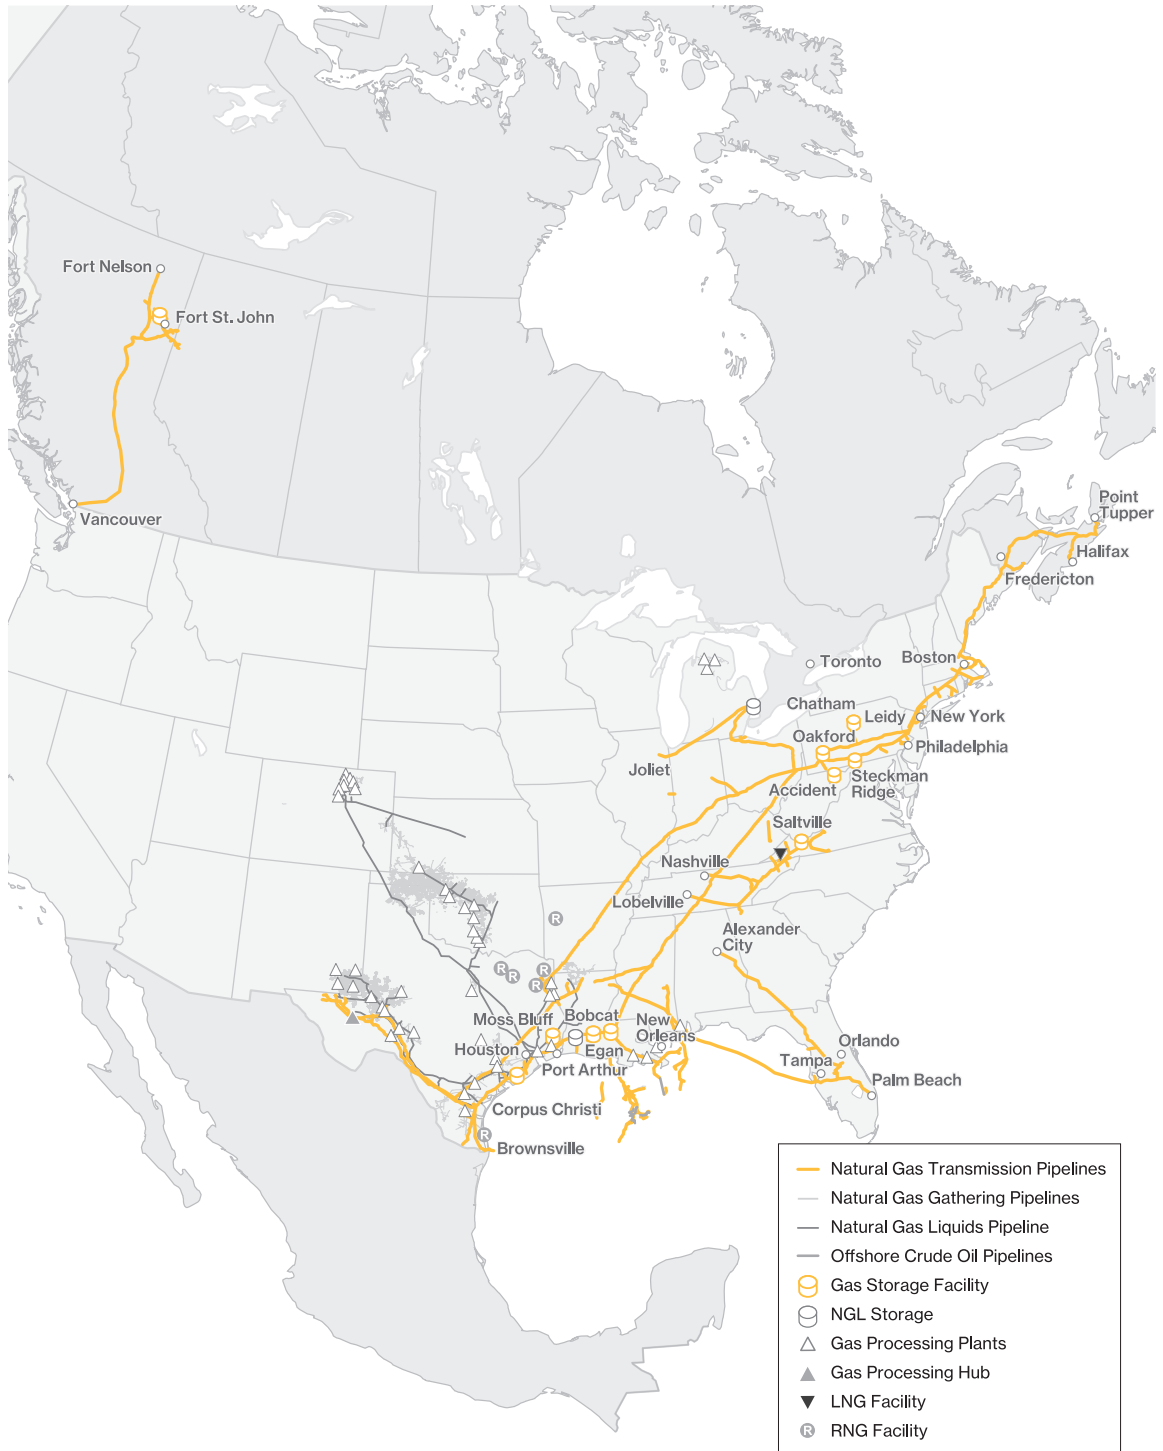 Fort Nelson
Fort St. John
Vancouver
Point
Tupper
Halifax
Fredericton
Toronto
Boston
Chatham
Leidy
New York
Oakford
Philadelphia
Joliet
Steckman
Ridge
Accident
Saltville
Nashville
Lobelville
R
Alexander
City
R
R
R
R
Moss Bluff
Bobcat
New
Orleans
Houston
Egan
Port Arthur
Orlando
Tampa
Palm Beach
Corpus Christi
R
Brownsville
Natural Gas Transmission Pipelines
Natural Gas Gathering Pipelines
Natural Gas Liquids Pipeline
Offshore Crude Oil Pipelines
Gas Storage Facility
NGL Storage
Gas Processing Plants
Gas Processing Hub
LNG Facility
R RNG Facility